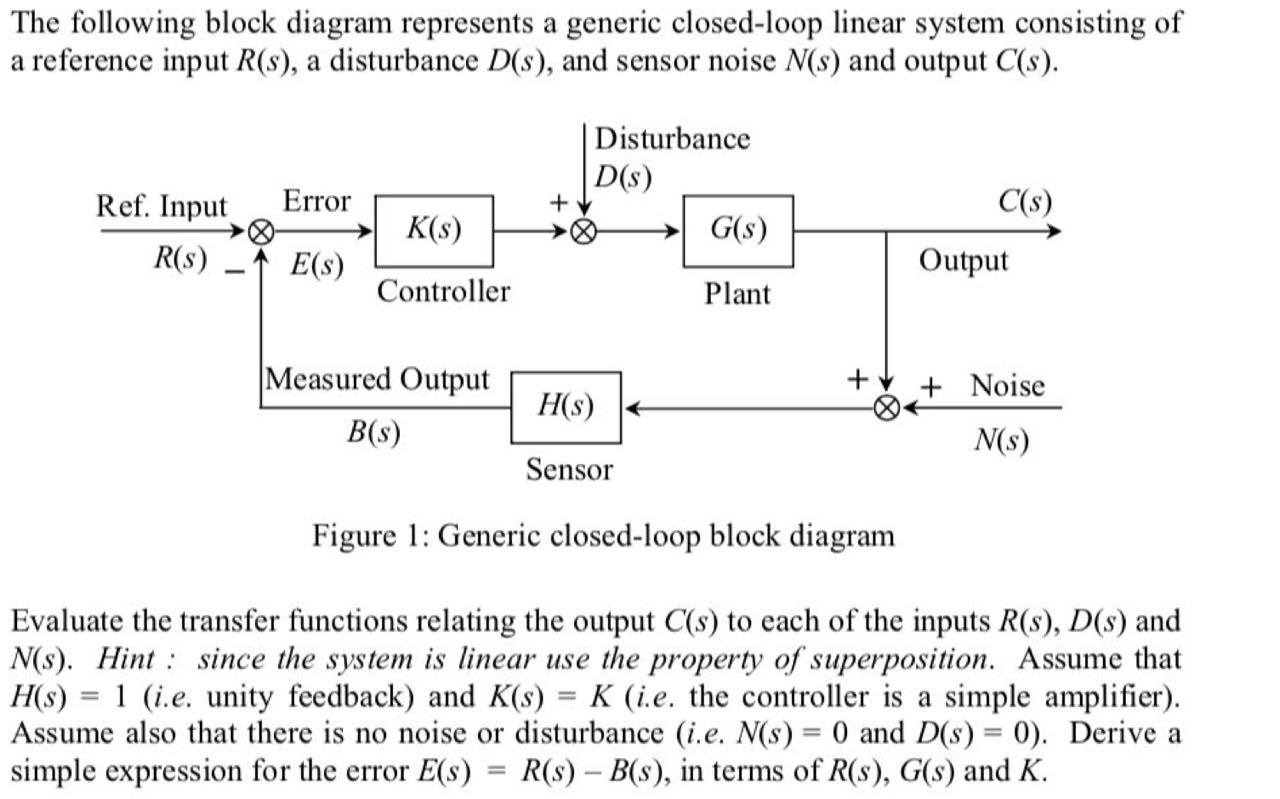 The following block diagram represents a generic closed-loop linear system consisting of
a reference input R(s), a disturbance D(s), and sensor noise N(s) and output C(s).
Disturbance
D(s)
+
Ref. Input
Error
K(s)
G(s)
C(s)
R(s)
–
E(s)
Controller
Plant
Output
Measured Output
H(s)
+
+ Noise
B(s)
N(s)
Sensor
Figure 1: Generic closed-loop block diagram
Evaluate the transfer functions relating the output C(s) to each of the inputs R(s), D(s) and
N(s). Hint : since the system is linear use the property of superposition. Assume that
H(s) = 1 (i.e. unity feedback) and K(s) = K (i.e. the controller is a simple amplifier).
Assume also that there is no noise or disturbance (i.e. N(s) = 0 and D(s) = 0). Derive a
simple expression for the error E(s) = R(s) – B(s), in terms of R(s), G(s) and K.